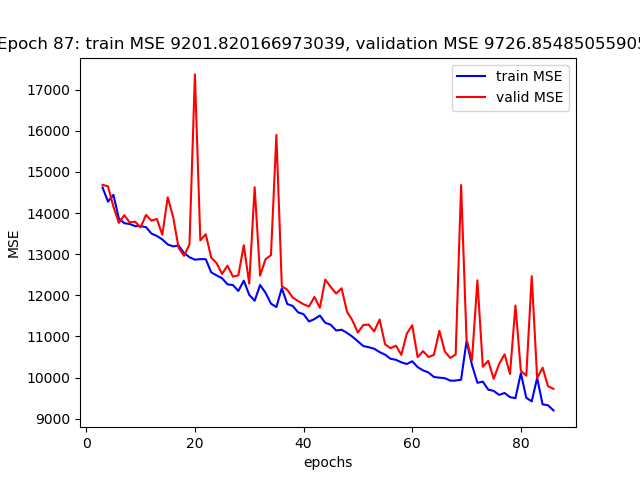 Epoch 87: train MSE 9201.820166973039, validation MSE 9726.85485055905
train MSE
valid MSE
MSE
17000
16000
15000
14000
13000
12000
11000
10000
9000
0 20 40 60 80
epochs